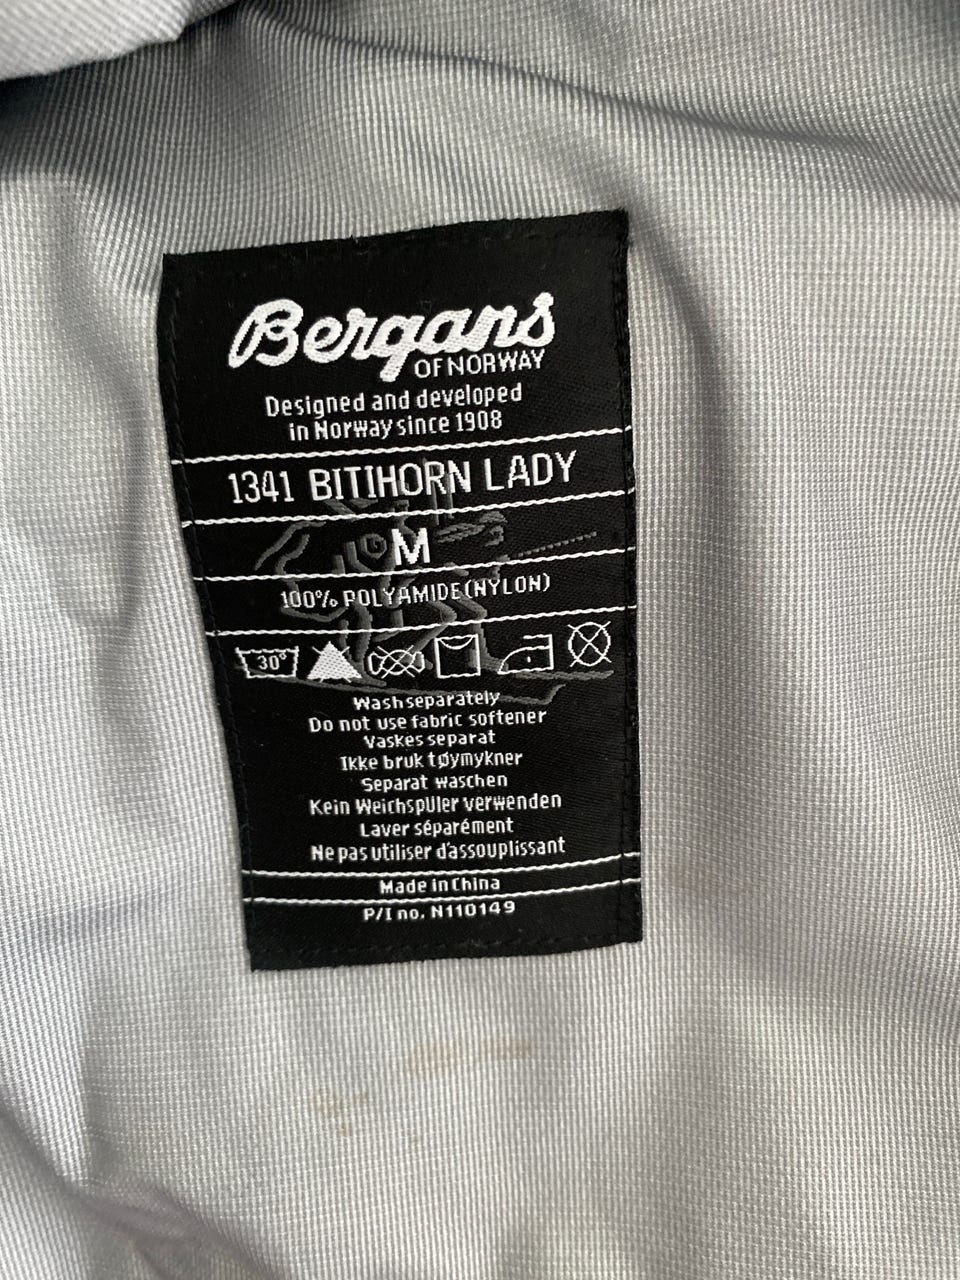 Bergans
OF NORWAY
Designed and developed
in Norway since 1908
1341 BITIHORN LADY
M
100% POLYAMIDE (NYLON)
30°
Wash separately
Do not use fabric softener
Vaskes separat
Ikke bruk tøymykner
Separat waschen
Kein Weichspüler verwenden
Laver séparément
Ne pas utiliser d'assouplissant
Made in China
P/I no. N110149